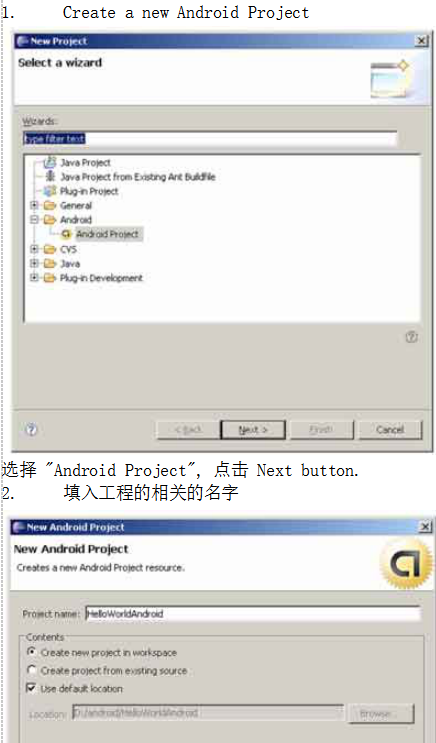 1. Create a new Android Project
New Project
Select a wizard
Wizards:
type filter text
Java Project
Java Project from Existing Ant Buildfile
Plug-in Project
General
Android
Android Project
CVS
Java
Plug-in Development
< Back Next > Finish Cancel
选择 "Android Project", 点击 Next button.
2. 填入工程的相关的名字
New Android Project
New Android Project
Creates a new Android Project resource.
Project name: HelloWorldAndroid
Contents
Create new project in workspace
Create project from existing source
Use default location
Location: D:/android/HelloWorldAndroid Browse...